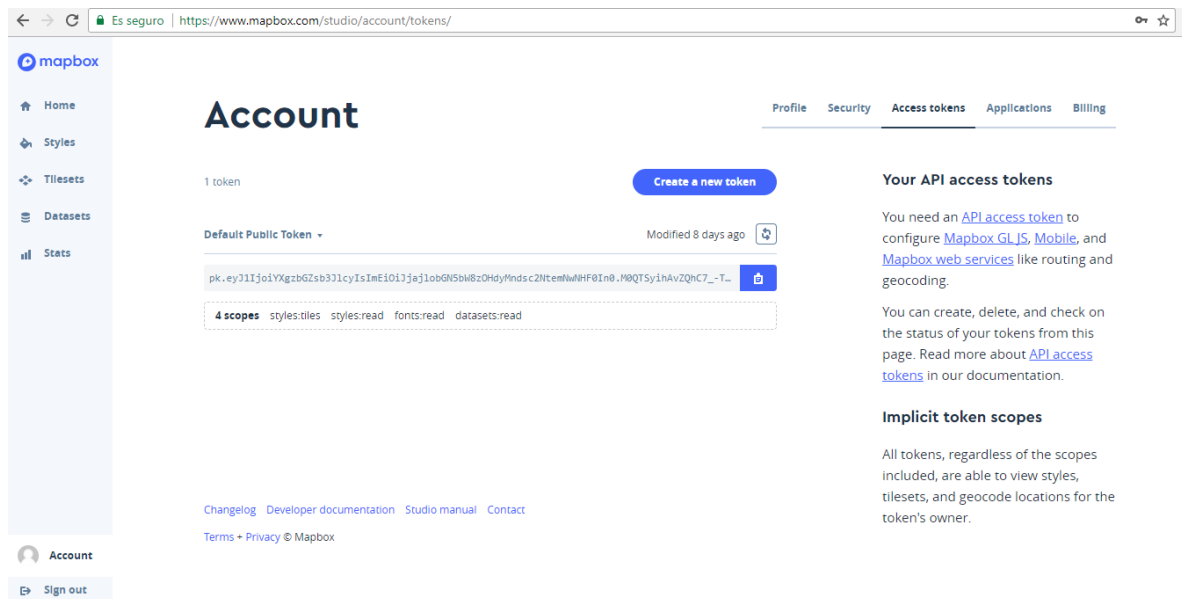 Es seguro | https://www.mapbox.com/studio/account/tokens/
mapbox
Home
Styles
Tilesets
Datasets
Stats
Account
Sign out
Account
Profile Security Access tokens Applications Billing
1 token
Create a new token
Default Public Token
Modified 8 days ago
pk.eyJ1IjoiYXgzbGZsb3JlcyIsImEiOiJjajlobGN5bW8zOHdyMndsc2NtemNwNHF0In0.M0QTSyihAvZQhC7_-T…
4 scopes styles:tiles styles:read fonts:read datasets:read
Changelog Developer documentation Studio manual Contact
Terms + Privacy © Mapbox
Your API access tokens
You need an API access token to
configure Mapbox GL JS, Mobile, and
Mapbox web services like routing and
geocoding.
You can create, delete, and check on
the status of your tokens from this
page. Read more about API access
tokens in our documentation.
Implicit token scopes
All tokens, regardless of the scopes
included, are able to view styles,
tilesets, and geocode locations for the
token's owner.